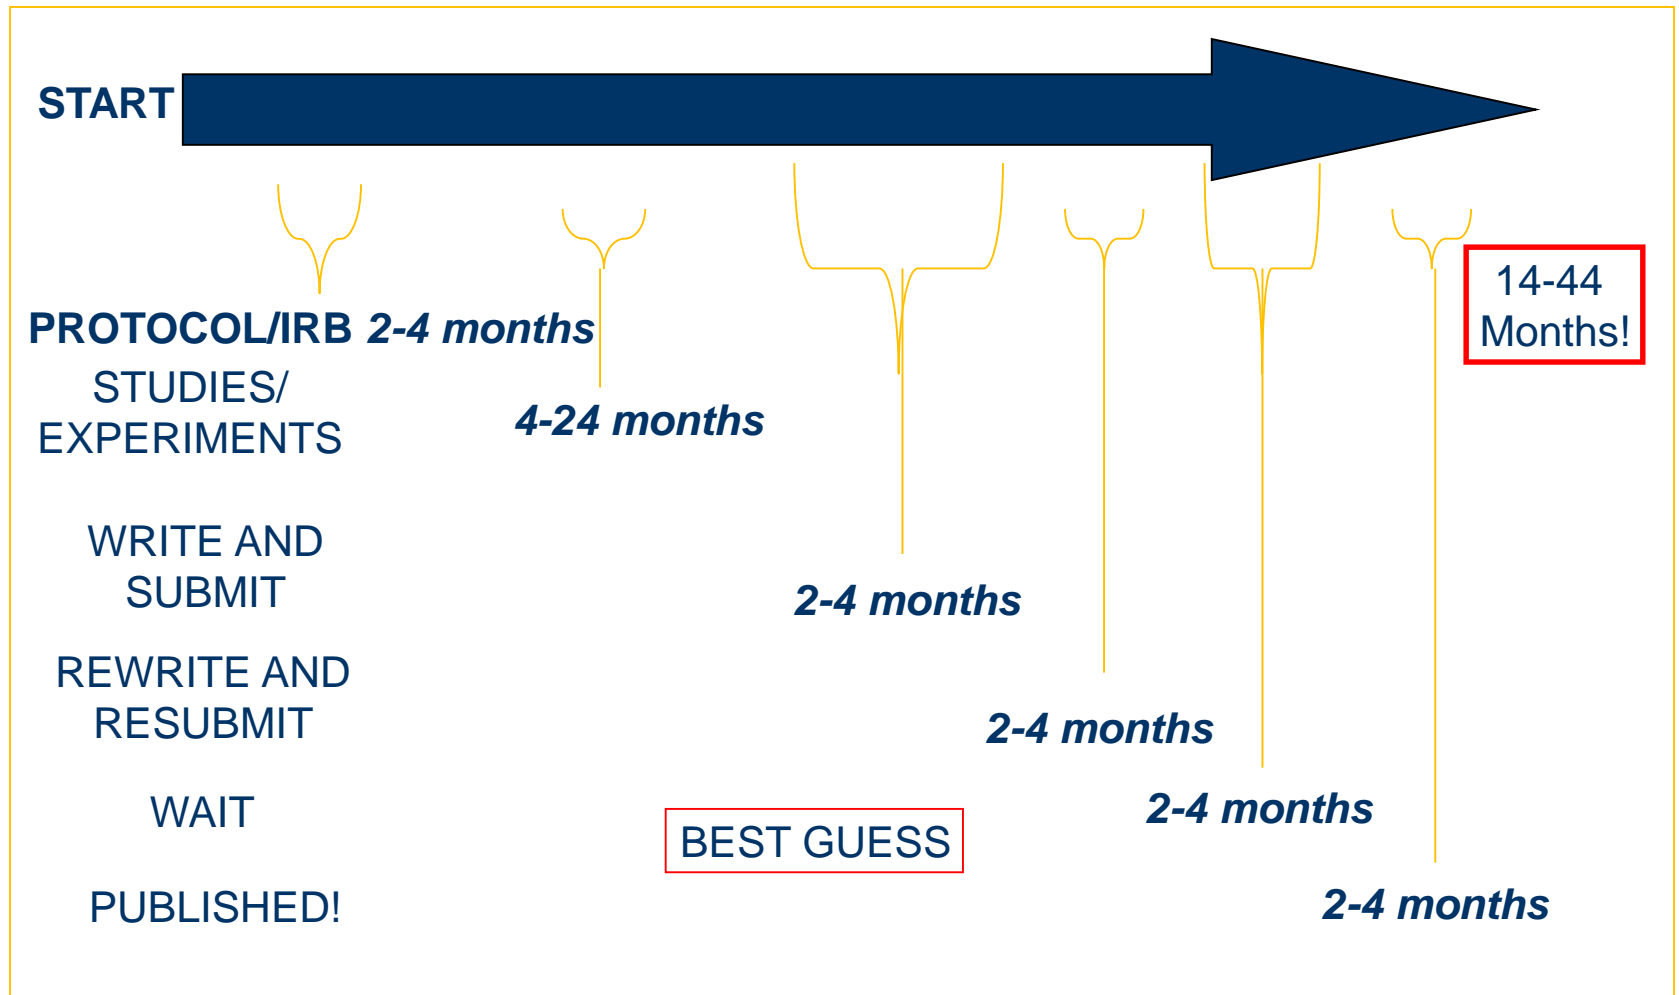 START
14-44
Months!
PROTOCOL/IRB 2-4 months
STUDIES/
EXPERIMENTS
4-24 months
WRITE AND
SUBMIT
2-4 months
REWRITE AND
RESUBMIT
2-4 months
WAIT
2-4 months
BEST GUESS
PUBLISHED!
2-4 months